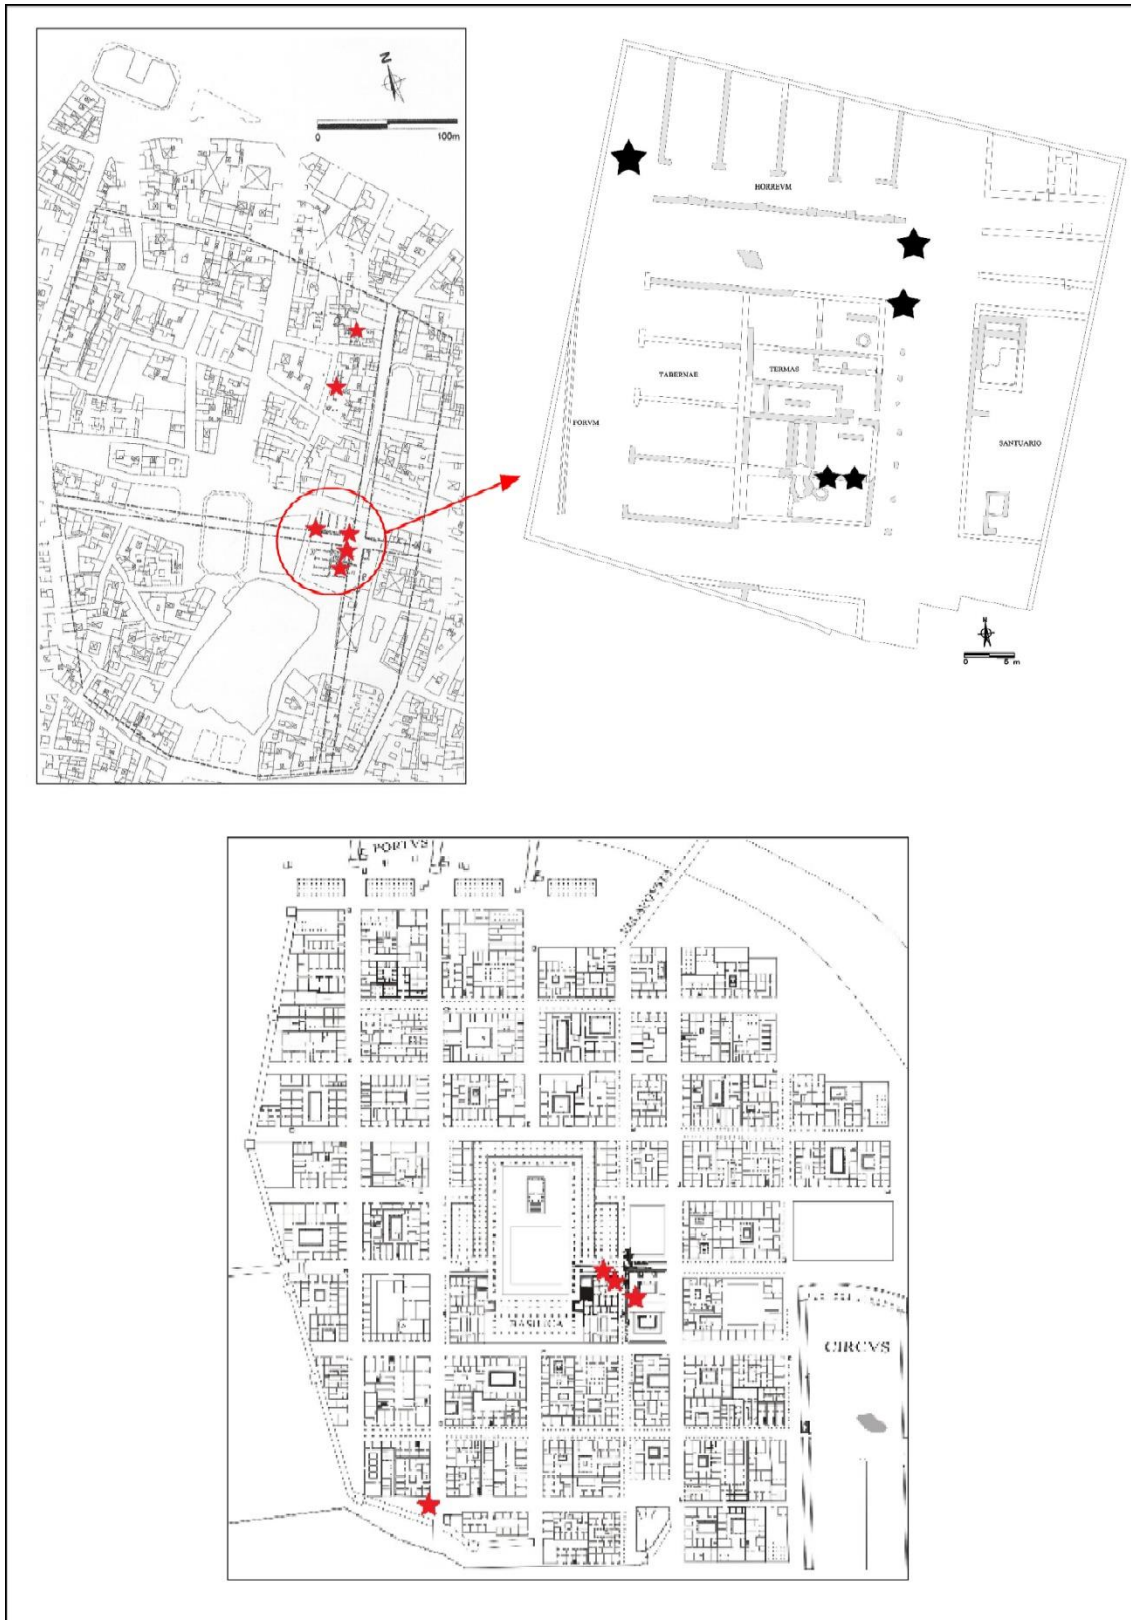 N
0 100m
HORREVM
TABERNAE
TERMAS
FORVM
SANTUARIO
N
0 5 m
PORTVS
BASILICA
CIRCVS